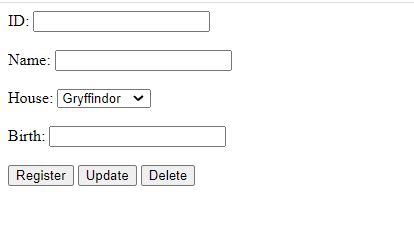 ID:
Name:
House: Gryffindor
Birth:
Register Update Delete